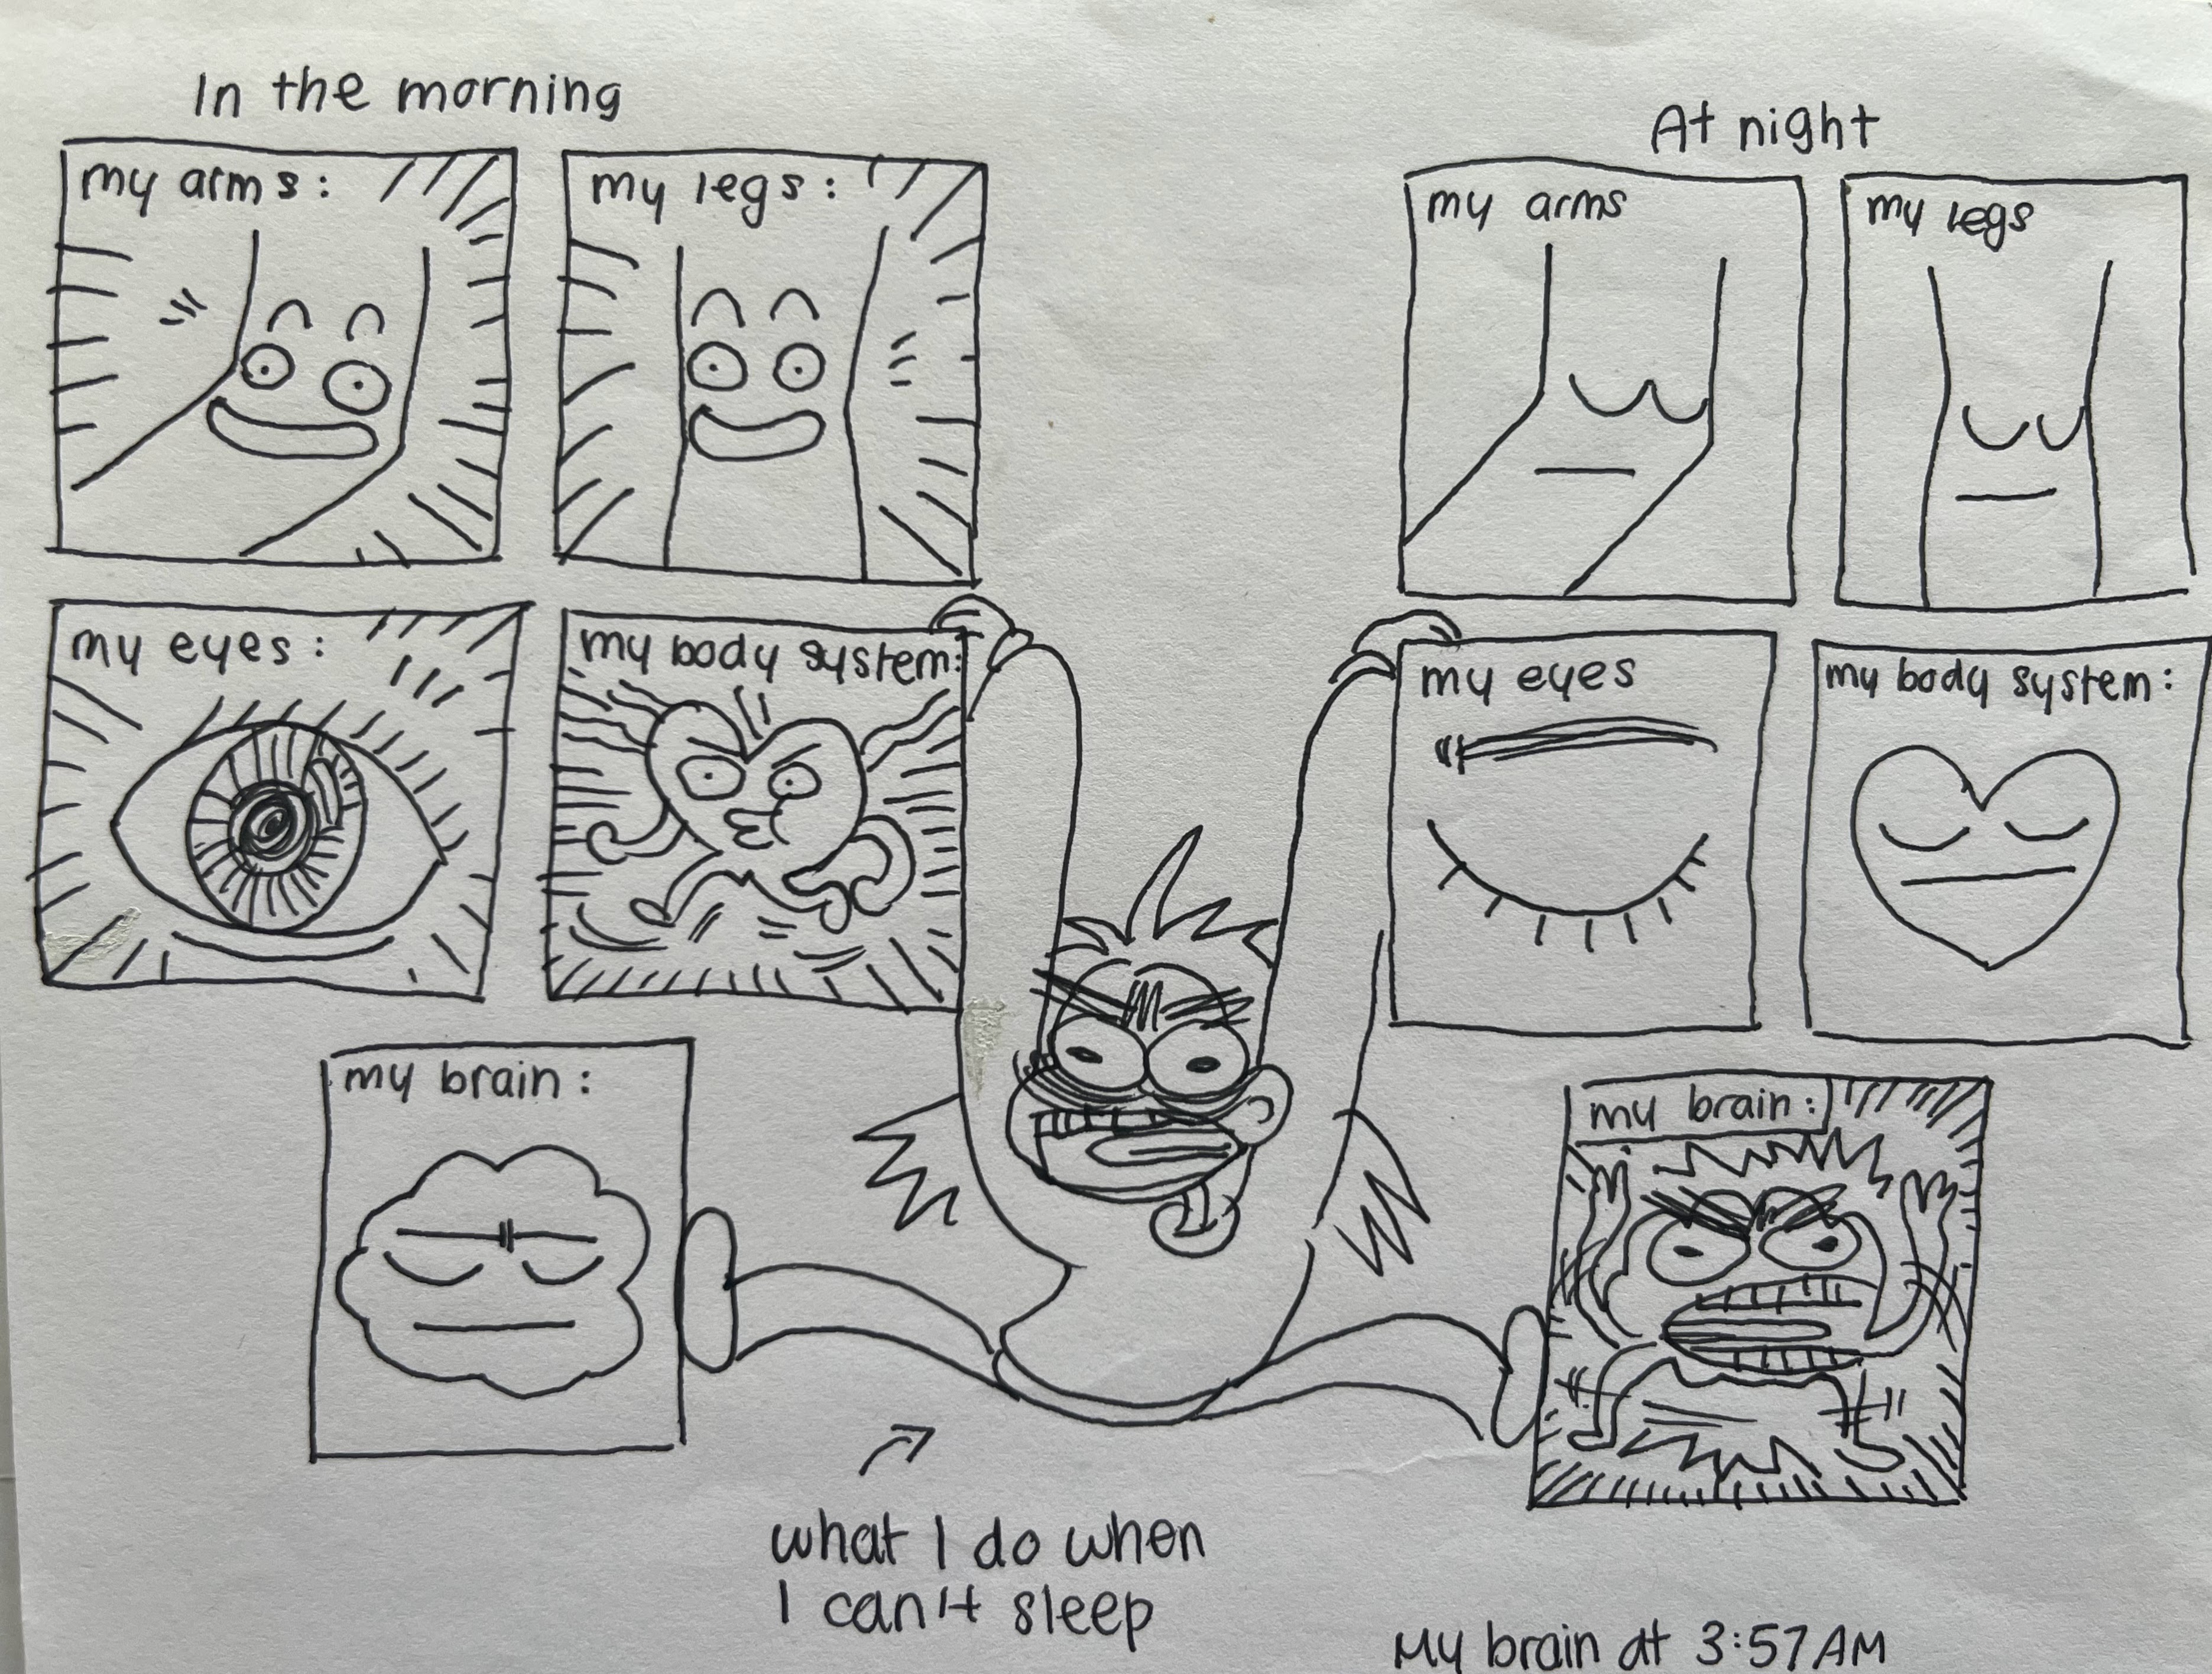 In the morning
my arms:
my legs:
my eyes:
my body system:
my brain:
At night
my arms
my legs
my eyes
my body system:
my brain:
what I do when
I can't sleep
My brain at 3:57AM